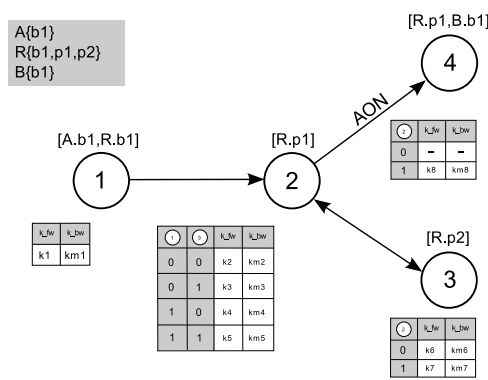 A{b1}
R{b1,p1,p2}
B{b1}
[R.p1,B.b1]
4
AON
[A.b1,R.b1]
1
[R.p1]
2
[R.p2]
3
2 k_fw k_bw
0 – –
1 k8 km8
k_fw k_bw
k1 km1
1 3 k_fw k_bw
0 0 k2 km2
0 1 k3 km3
1 0 k4 km4
1 1 k5 km5
2 k_fw k_bw
0 k6 km6
1 k7 km7